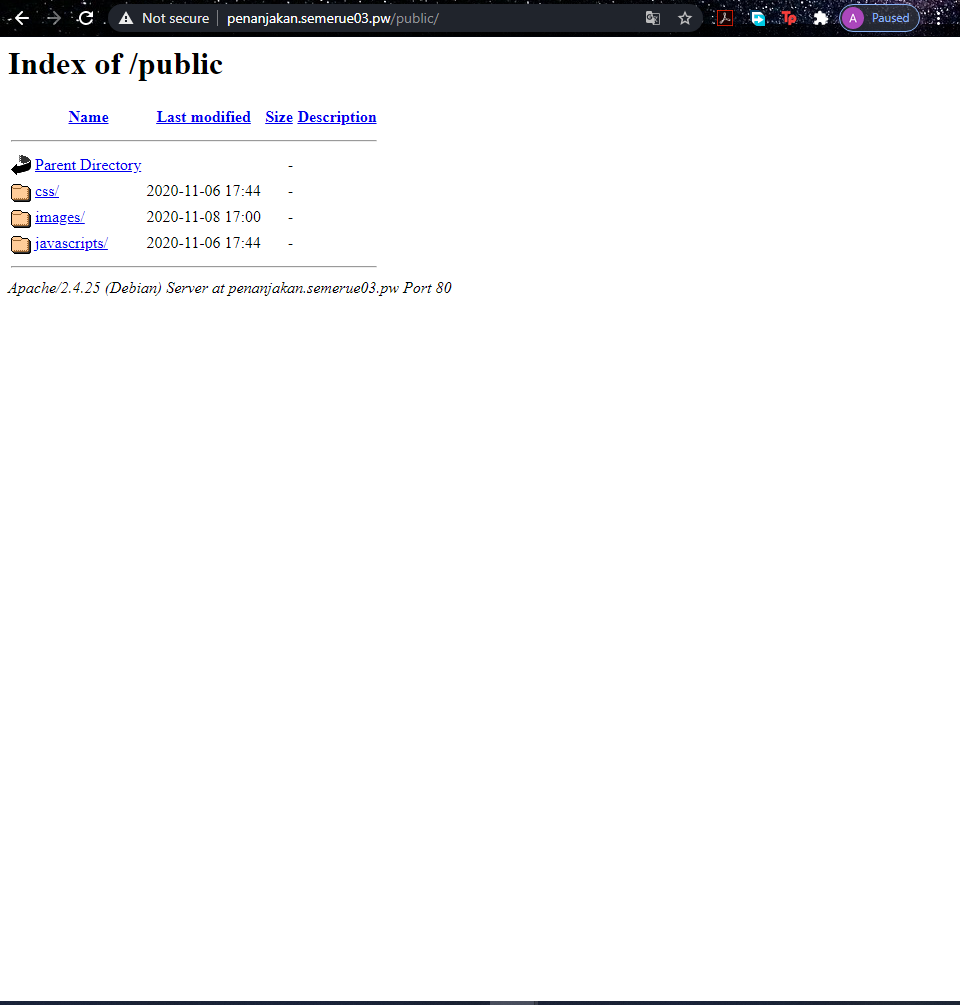 Not secure penanjakan.semerue03.pw/public/ A Paused
Index of /public
Name Last modified Size Description
Parent Directory -
css/ 2020-11-06 17:44 -
images/ 2020-11-08 17:00 -
javascripts/ 2020-11-06 17:44 -
Apache/2.4.25 (Debian) Server at penanjakan.semerue03.pw Port 80